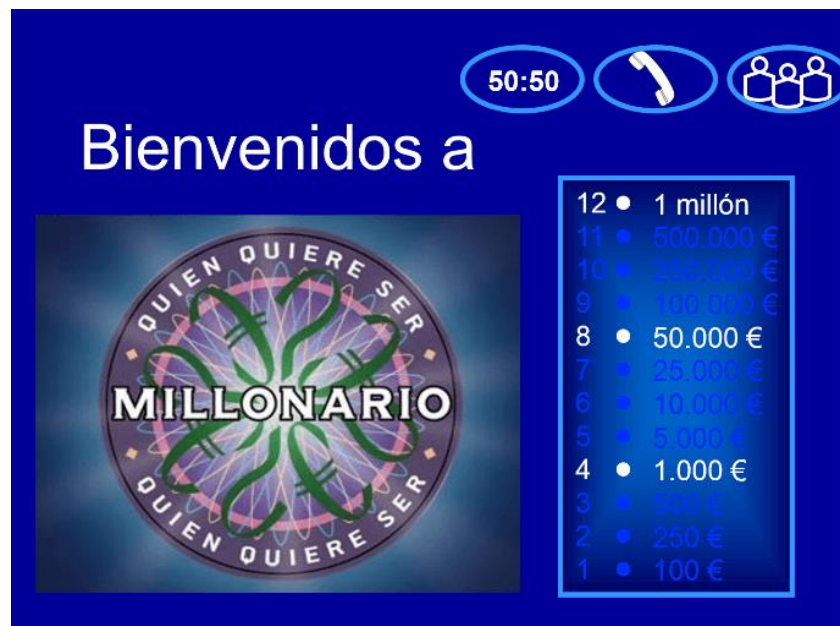 50:50
Bienvenidos a
QUIEN QUIERE SER
MILLONARIO
QUIEN QUIERE SER
12 • 1 millón
11 • 500.000 €
10 • 250.000 €
9 • 100.000 €
8 • 50.000 €
7 • 25.000 €
6 • 10.000 €
5 • 5.000 €
4 • 1.000 €
3 • 500 €
2 • 250 €
1 • 100 €